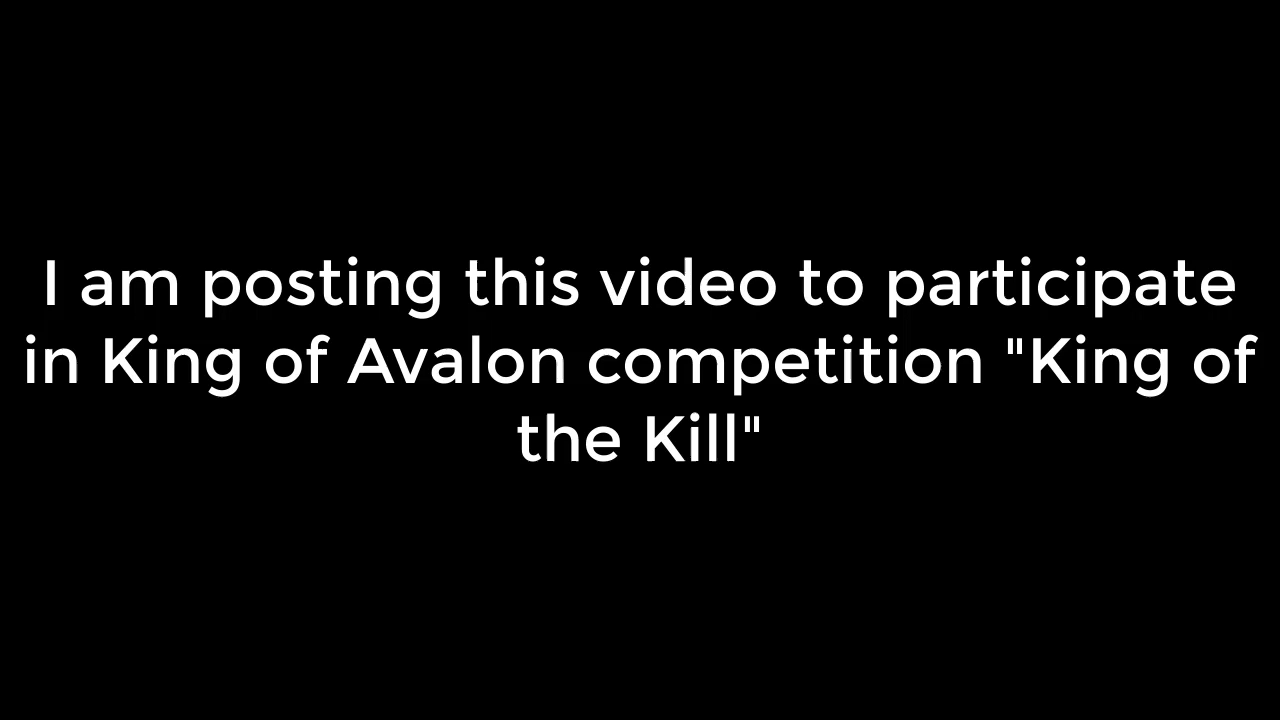 I am posting this video to participate
in King of Avalon competition "King of
the Kill"